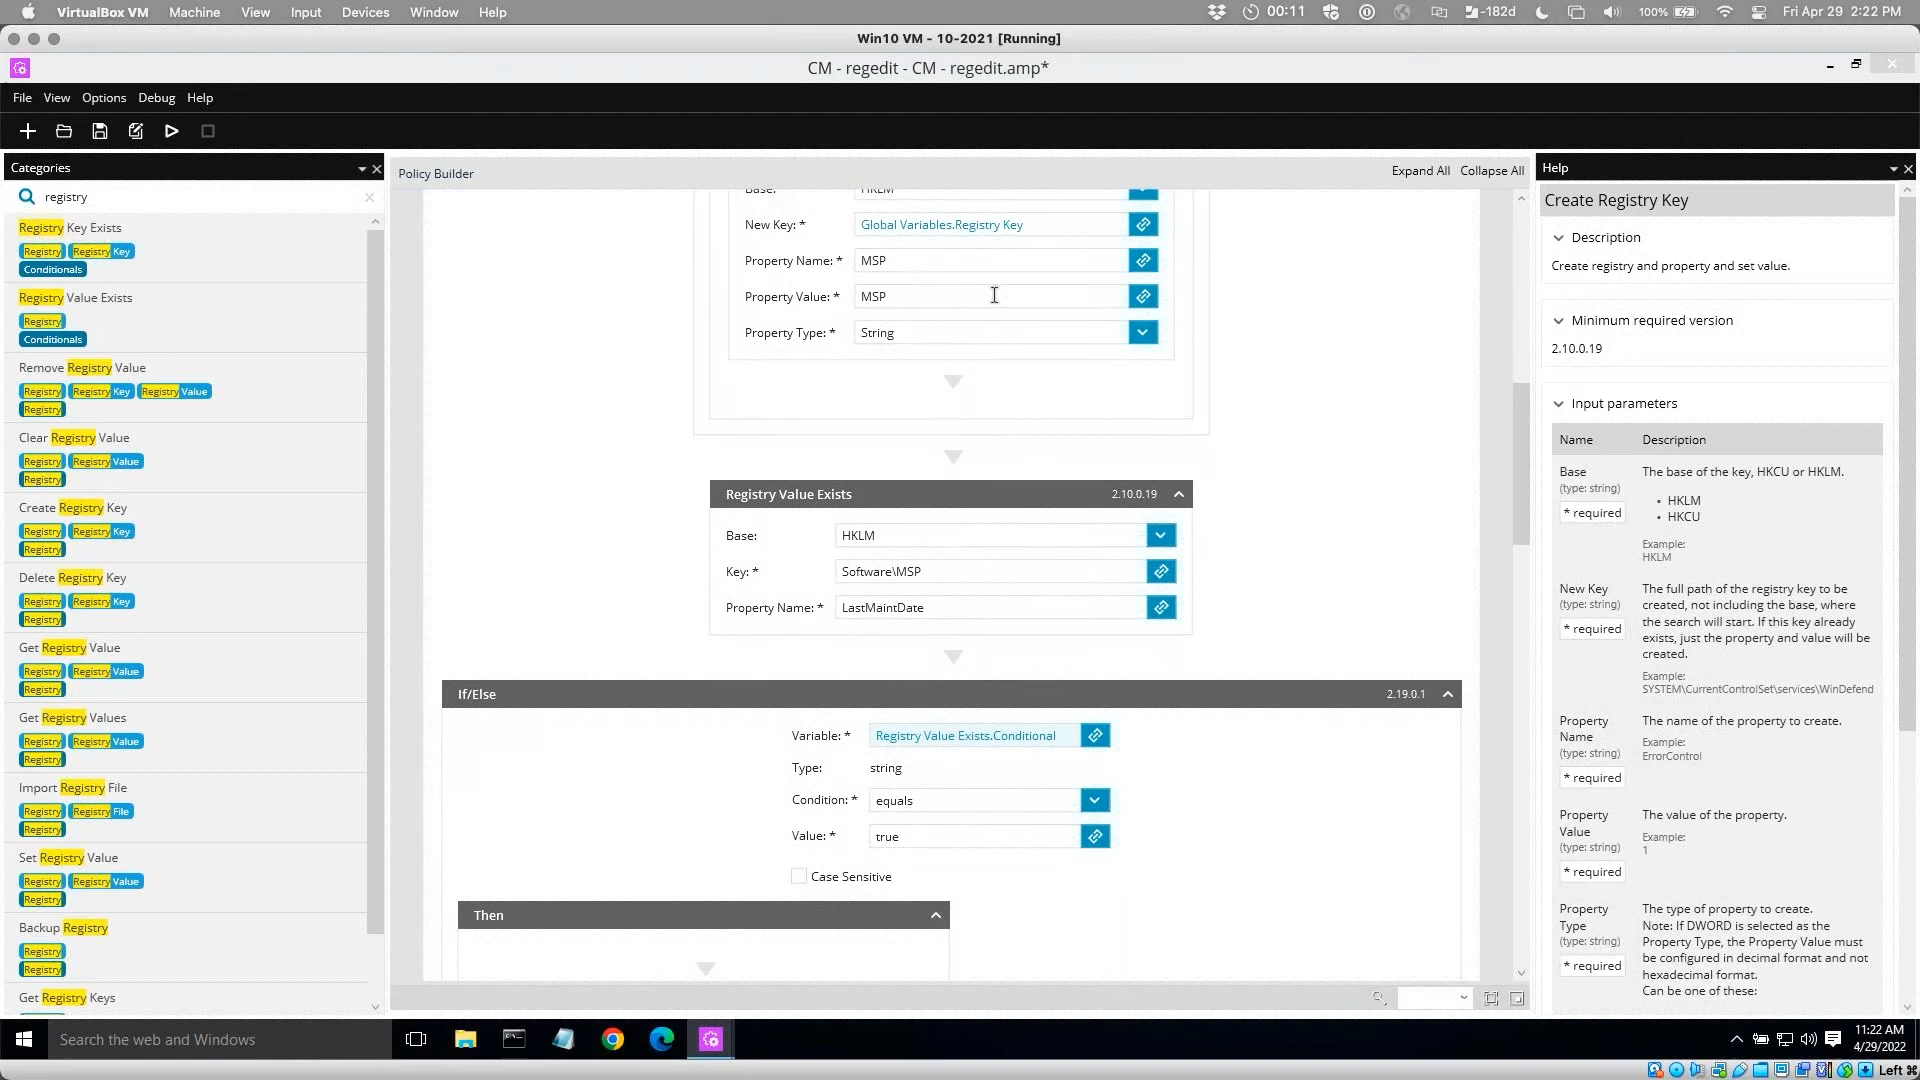 VirtualBox VM Machine View Input Devices Window Help 00:11 -182d 100% Fri Apr 29 2:22 PM
Win10 VM - 10-2021 [Running]
CM - regedit - CM - regedit.amp*
File View Options Debug Help
Categories
registry
Registry Key Exists
Registry Registry Key
Conditionals
Registry Value Exists
Registry
Conditionals
Remove Registry Value
Registry Registry Key Registry Value
Registry
Clear Registry Value
Registry Registry Value
Registry
Create Registry Key
Registry Registry Key
Registry
Delete Registry Key
Registry Registry Key
Registry
Get Registry Value
Registry Registry Value
Registry
Get Registry Values
Registry Registry Value
Registry
Import Registry File
Registry Registry File
Registry
Set Registry Value
Registry Registry Value
Registry
Backup Registry
Registry
Registry
Get Registry Keys
Policy Builder
Expand All Collapse All
Base: HKLM
New Key: * Global Variables.Registry Key
Property Name: * MSP
Property Value: * MSP
Property Type: * String
Registry Value Exists 2.10.0.19
Base: HKLM
Key: * Software\MSP
Property Name: * LastMaintDate
If/Else 2.19.0.1
Variable: * Registry Value Exists.Conditional
Type: string
Condition: * equals
Value: * true
Case Sensitive
Then
Help
Create Registry Key
Description
Create registry and property and set value.
Minimum required version
2.10.0.19
Input parameters
Name Description
Base
(type: string)
* required
The base of the key, HKCU or HKLM.
• HKLM
• HKCU
Example:
HKLM
New Key
(type: string)
* required
The full path of the registry key to be
created, not including the base, where
the search will start. If this key already
exists, just the property and value will be
created.
Example:
SYSTEM\CurrentControlSet\services\WinDefend
Property
Name
(type: string)
* required
The name of the property to create.
Example:
ErrorControl
Property
Value
(type: string)
* required
The value of the property.
Example:
1
Property
Type
(type: string)
* required
The type of property to create.
Note: If DWORD is selected as the
Property Type, the Property Value must
be configured in decimal format and not
hexadecimal format.
Can be one of these:
Search the web and Windows
11:22 AM
4/29/2022
Left ⌘